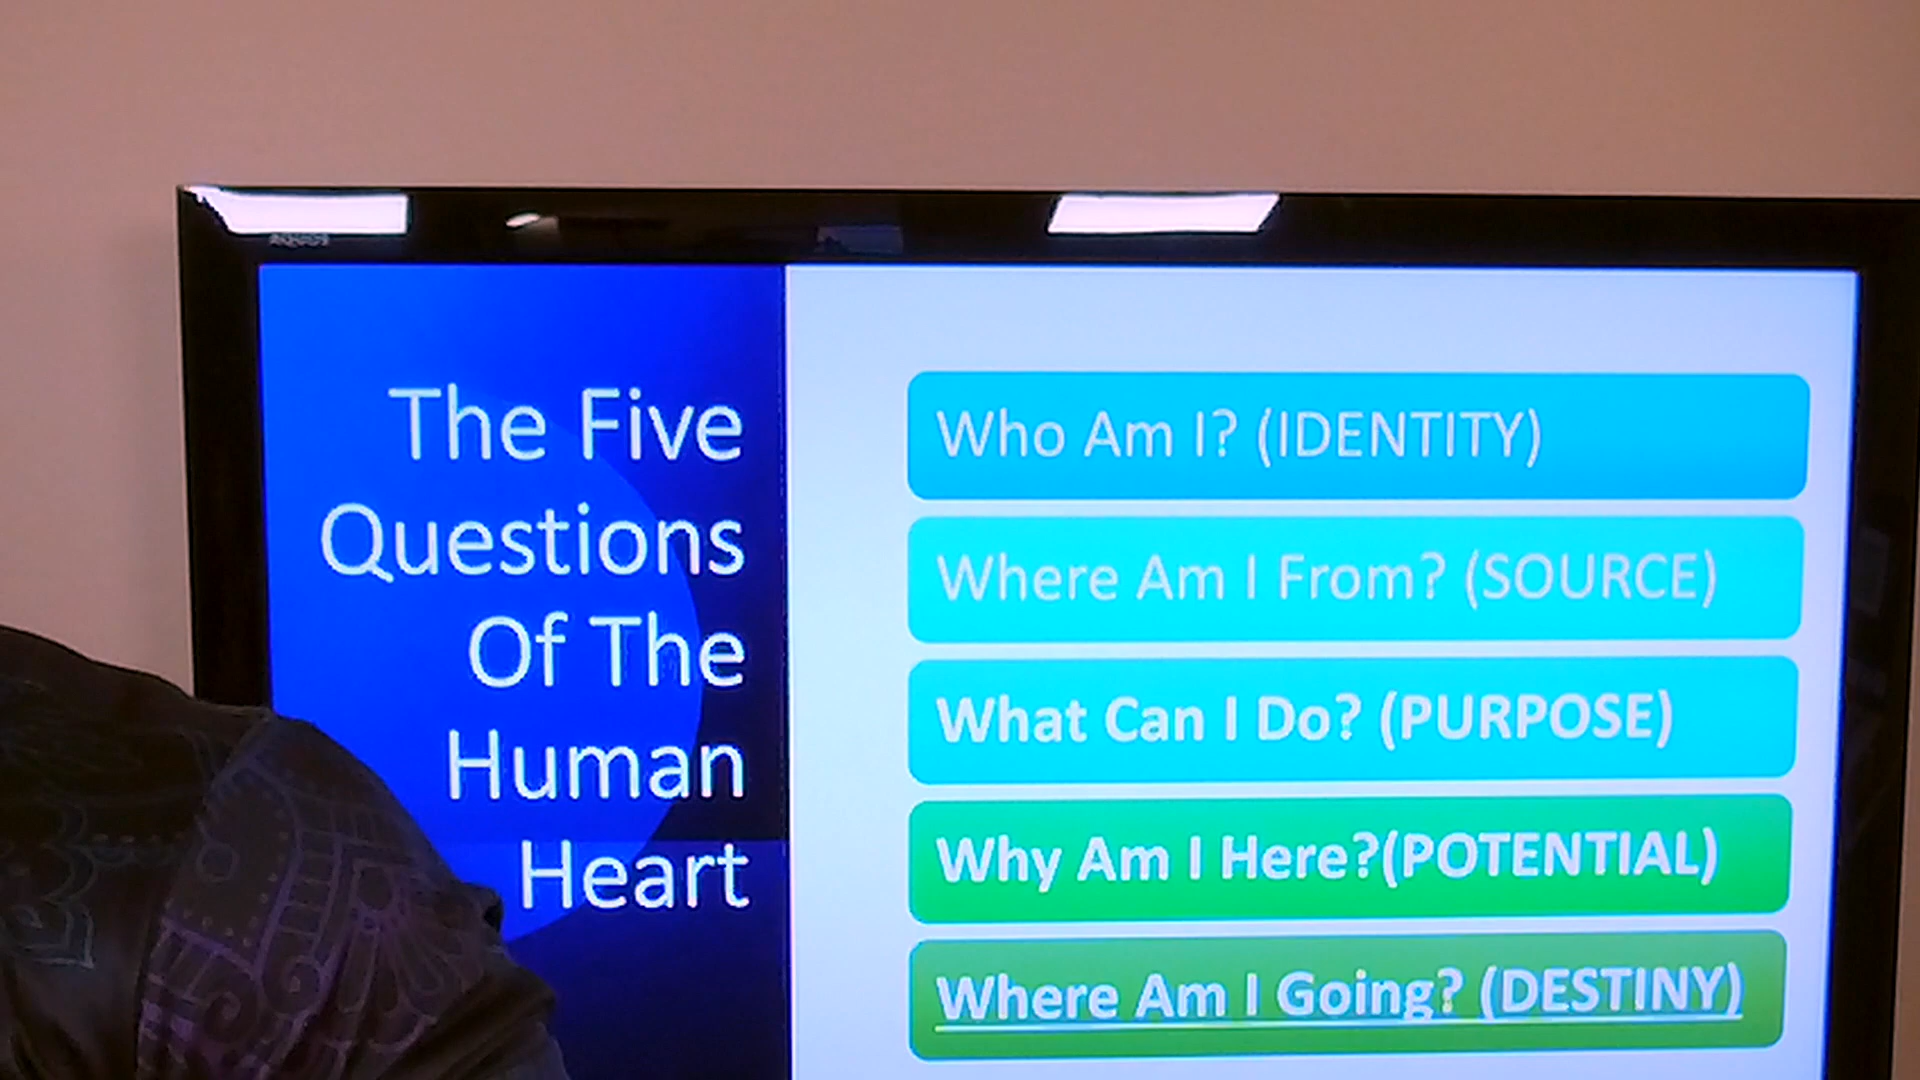 AQUOS
The Five
Questions
Of The
Human
Heart
Who Am I? (IDENTITY)
Where Am I From? (SOURCE)
What Can I Do? (PURPOSE)
Why Am I Here?(POTENTIAL)
Where Am I Going? (DESTINY)